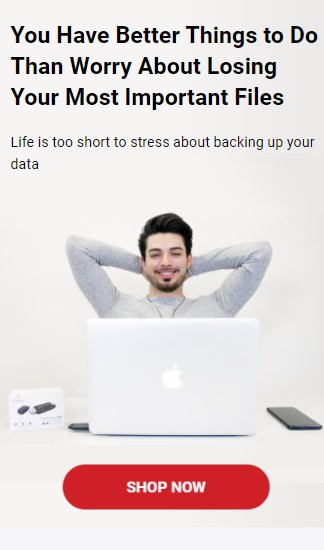 You Have Better Things to Do
Than Worry About Losing
Your Most Important Files
Life is too short to stress about backing up your
data
SHOP NOW